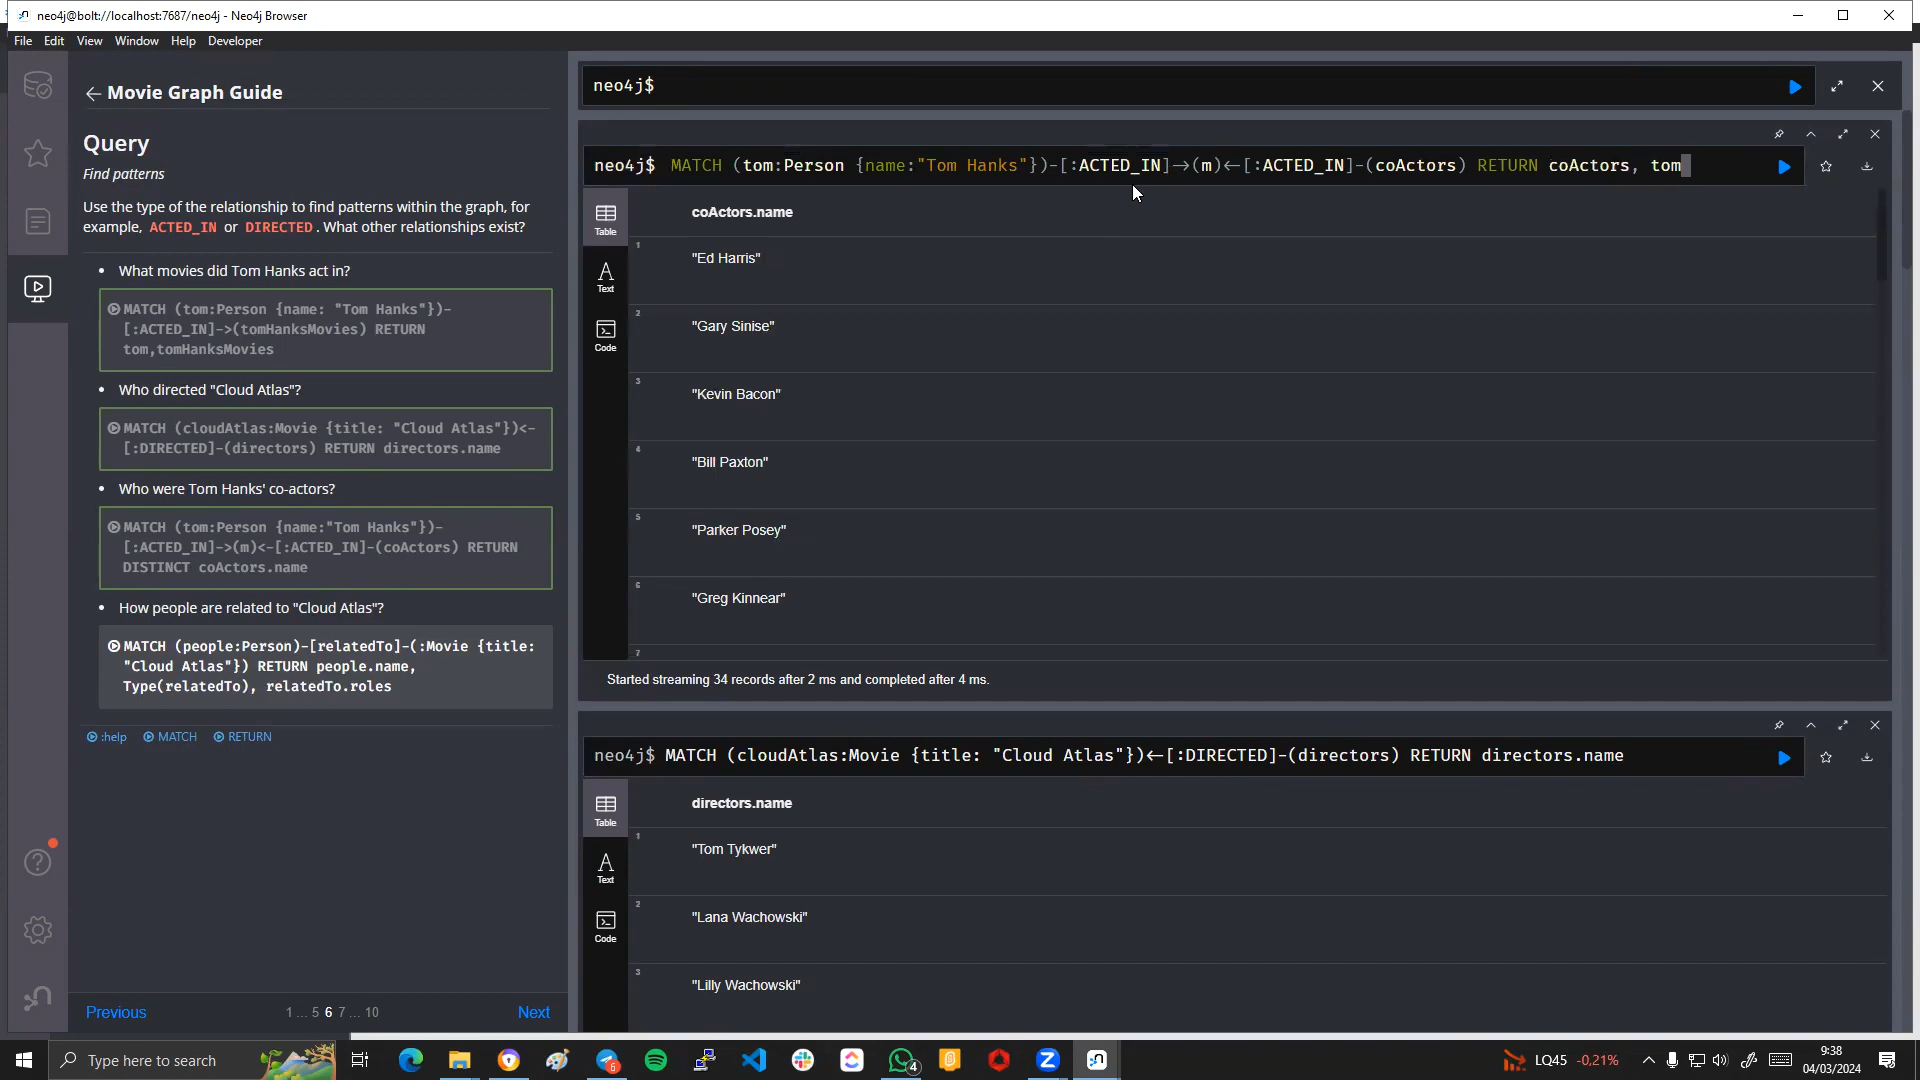 neo4j@bolt://localhost:7687/neo4j - Neo4j Browser
File Edit View Window Help Developer
Movie Graph Guide
Query
Find patterns
Use the type of the relationship to find patterns within the graph, for
example, ACTED_IN or DIRECTED. What other relationships exist?
• What movies did Tom Hanks act in?
MATCH (tom:Person {name: "Tom Hanks"})-
[:ACTED_IN]->(tomHanksMovies) RETURN
tom,tomHanksMovies
• Who directed "Cloud Atlas"?
MATCH (cloudAtlas:Movie {title: "Cloud Atlas"})<-
[:DIRECTED]-(directors) RETURN directors.name
• Who were Tom Hanks' co-actors?
MATCH (tom:Person {name:"Tom Hanks"})-
[:ACTED_IN]->(m)<-[:ACTED_IN]-(coActors) RETURN
DISTINCT coActors.name
• How people are related to "Cloud Atlas"?
MATCH (people:Person)-[relatedTo]-(:Movie {title:
"Cloud Atlas"}) RETURN people.name,
Type(relatedTo), relatedTo.roles
:help MATCH RETURN
Previous 1 ... 5 6 7 ... 10 Next
neo4j$
neo4j$ MATCH (tom:Person {name:"Tom Hanks"})-[:ACTED_IN]->(m)<-[:ACTED_IN]-(coActors) RETURN coActors, tom
Table
Text
Code
coActors.name
1 "Ed Harris"
2 "Gary Sinise"
3 "Kevin Bacon"
4 "Bill Paxton"
5 "Parker Posey"
6 "Greg Kinnear"
7
Started streaming 34 records after 2 ms and completed after 4 ms.
neo4j$ MATCH (cloudAtlas:Movie {title: "Cloud Atlas"})<-[:DIRECTED]-(directors) RETURN directors.name
Table
Text
Code
directors.name
1 "Tom Tykwer"
2 "Lana Wachowski"
3 "Lilly Wachowski"
Type here to search
6
4
LQ45 -0,21%
9:38
04/03/2024